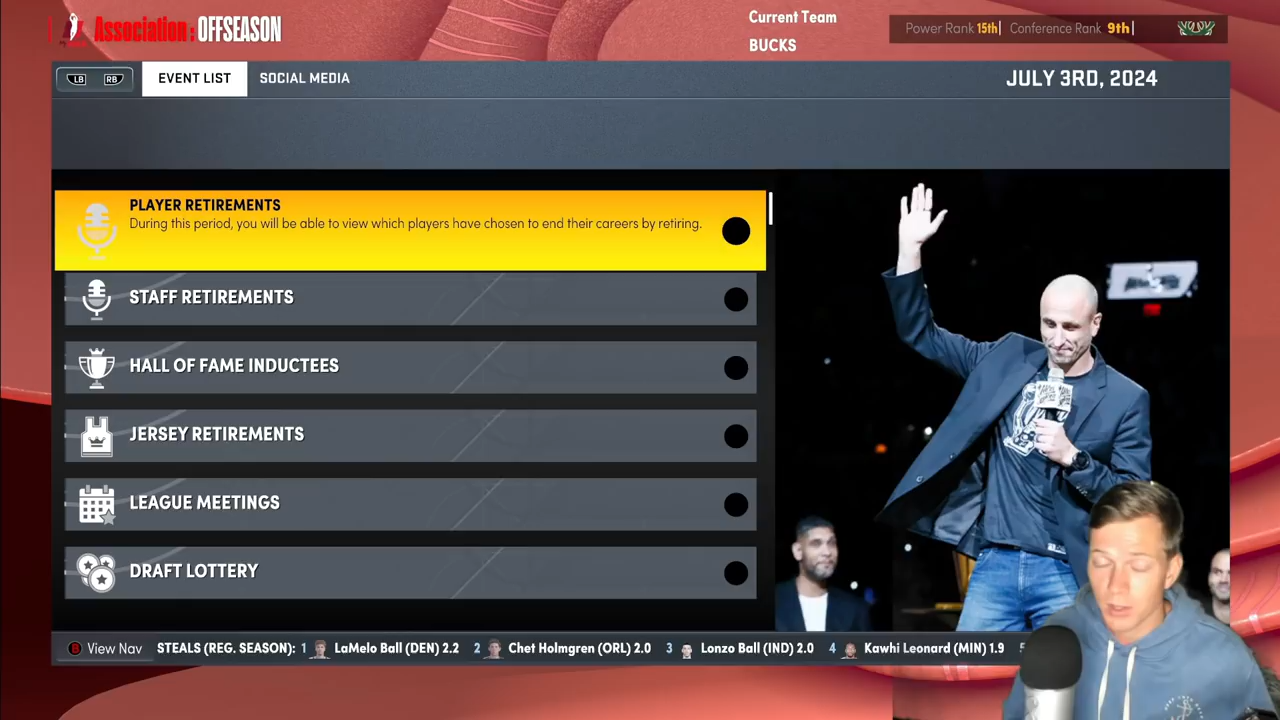 Association : OFFSEASON
Current Team
BUCKS
Power Rank 15th| Conference Rank 9th|
LB RB EVENT LIST SOCIAL MEDIA
JULY 3RD, 2024
PLAYER RETIREMENTS
During this period, you will be able to view which players have chosen to end their careers by retiring.
STAFF RETIREMENTS
HALL OF FAME INDUCTEES
JERSEY RETIREMENTS
LEAGUE MEETINGS
DRAFT LOTTERY
B View Nav STEALS (REG. SEASON): 1 LaMelo Ball (DEN) 2.2 2 Chet Holmgren (ORL) 2.0 3 Lonzo Ball (IND) 2.0 4 Kawhi Leonard (MIN) 1.9